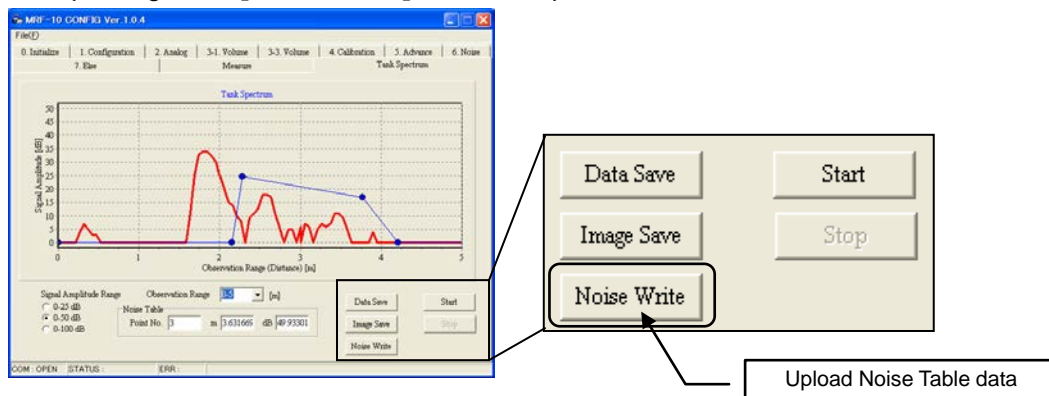 MRF-10 CONFIG Ver.1.0.4
File(F)
0. Initialize 1. Configuration 2. Analog 3-1. Volume 3-3. Volume 4. Calibration 5. Advance 6. Noise
7. Else Measure Tank Spectrum
Tank Spectrum
50
45
40
35
30
25
20
15
10
5
0
Signal Amplitude [dB]
0 1 2 3 4 5
Observation Range (Distance) [m]
Signal Amplitude Range
0-25 dB
0-50 dB
0-100 dB
Observation Range 0-5 [m]
Noise Table
Point No. 3 m 3.631665 dB 49.93301
Data Save Start
Image Save Stop
Noise Write
COM : OPEN STATUS : ERR :
Data Save Start
Image Save Stop
Noise Write
Upload Noise Table data